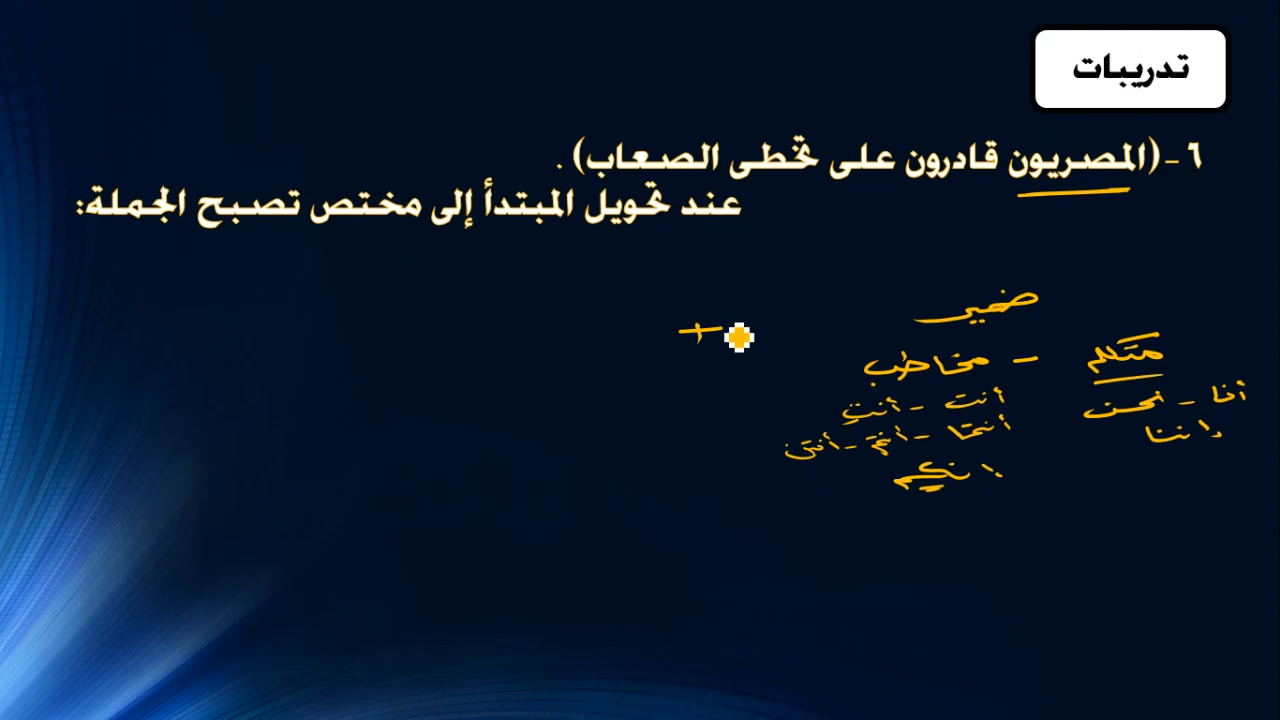 تدريبات
٦ -(المصريون قادرون على تخطى الصعاب) .
عند تحويل المبتدأ إلى مختص تصبح الجملة:
ضمير
متكلم - مخاطب +
أنا - نحن
إننا
أنت - أنتِ
أنتما - أنتم - أنتن
إنكم